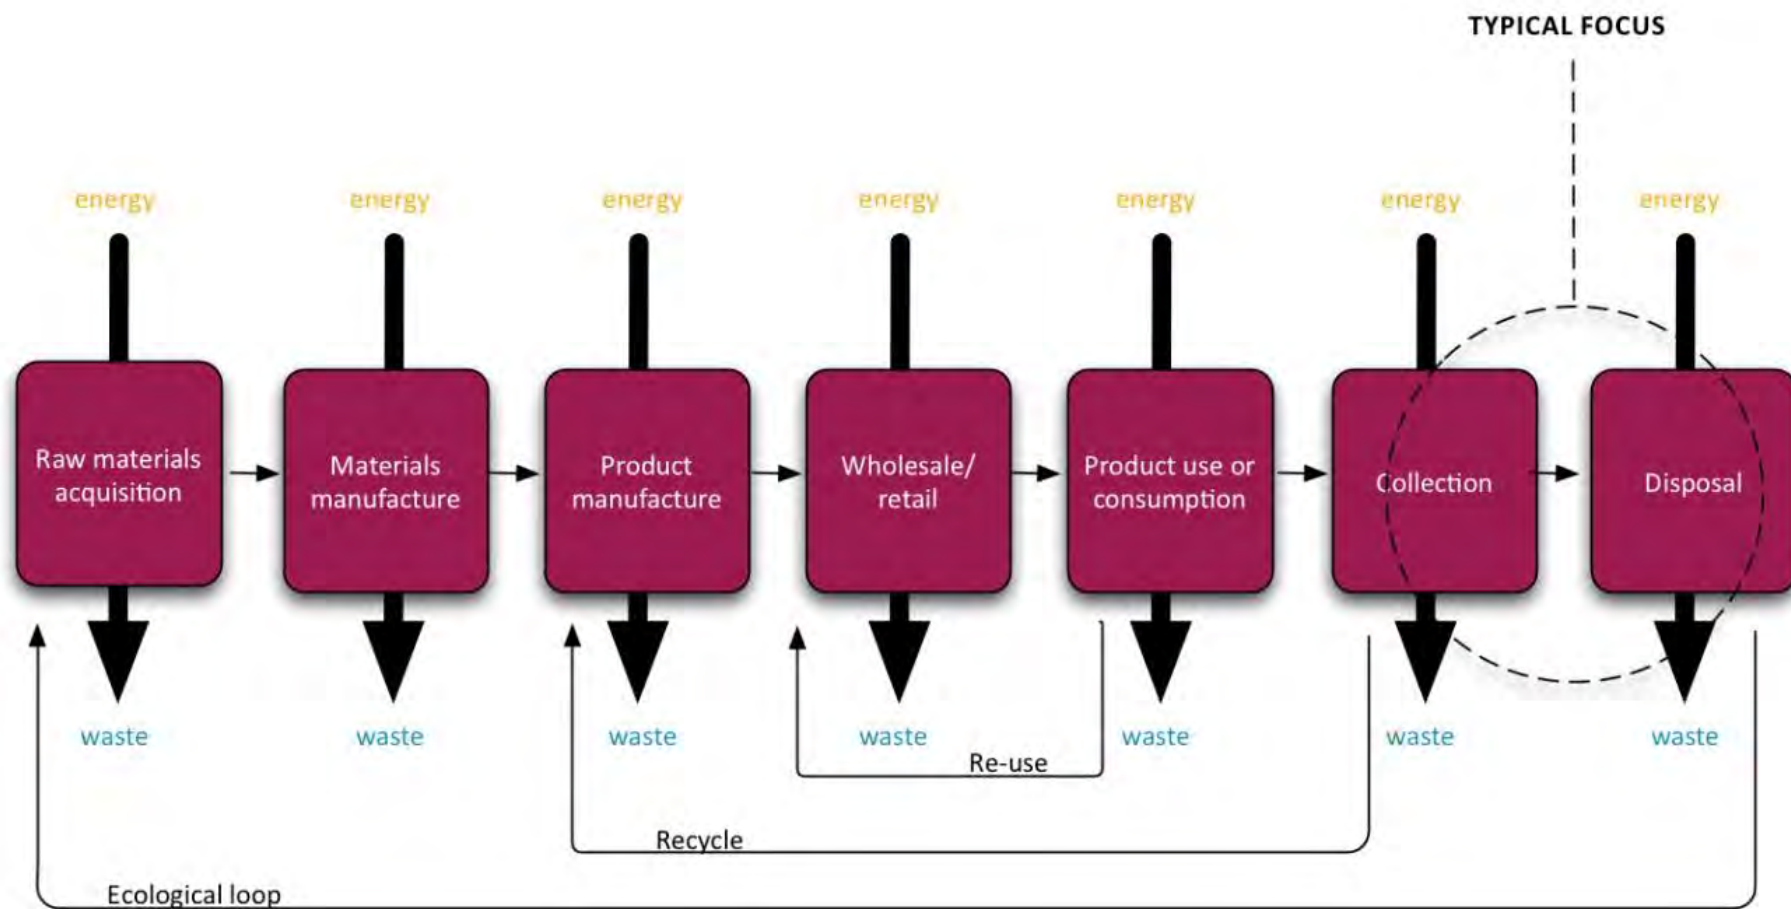 TYPICAL FOCUS
energy
energy
energy
energy
energy
energy
energy
Raw materials
acquisition
Materials
manufacture
Product
manufacture
Wholesale/
retail
Product use or
consumption
Collection
Disposal
waste
waste
waste
waste
waste
waste
waste
Re-use
Recycle
Ecological loop